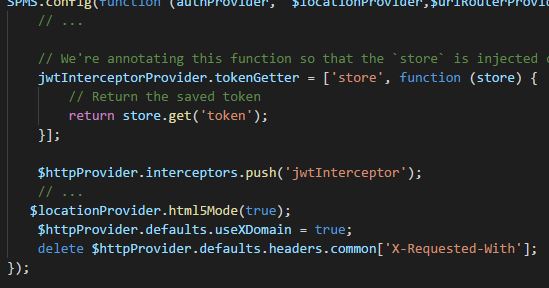 SPMS.config(function (authProvider, $locationProvider,$urlRouterProvi
// ...
// We're annotating this function so that the `store` is injected
jwtInterceptorProvider.tokenGetter = ['store', function (store) {
// Return the saved token
return store.get('token');
}];
$httpProvider.interceptors.push('jwtInterceptor');
// ...
$locationProvider.html5Mode(true);
$httpProvider.defaults.useXDomain = true;
delete $httpProvider.defaults.headers.common['X-Requested-With'];
});